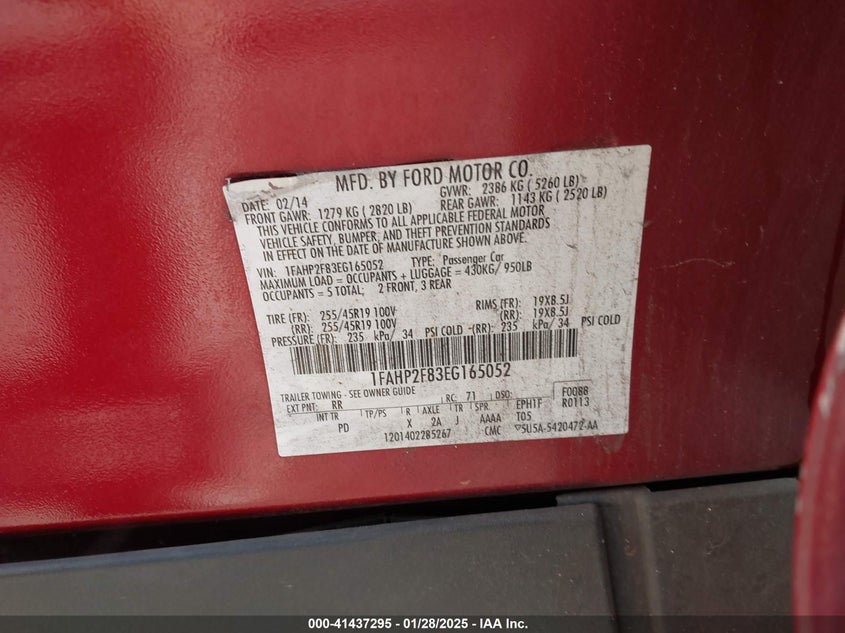 MFD. BY FORD MOTOR CO.
DATE: 02/14 GVWR: 2386 KG ( 5260 LB)
FRONT GAWR: 1279 KG ( 2820 LB) REAR GAWR: 1143 KG ( 2520 LB)
THIS VEHICLE CONFORMS TO ALL APPLICABLE FEDERAL MOTOR
VEHICLE SAFETY, BUMPER, AND THEFT PREVENTION STANDARDS
IN EFFECT ON THE DATE OF MANUFACTURE SHOWN ABOVE.
VIN: 1FAHP2F83EG165052 TYPE: Passenger Car
MAXIMUM LOAD = OCCUPANTS + LUGGAGE = 430KG/ 950LB
OCCUPANTS = 5 TOTAL; 2 FRONT, 3 REAR
TIRE (FR): 255/45R19 100V RIMS (FR): 19X8.5J
(RR): 255/45R19 100V (RR): 19X8.5J
PRESSURE (FR): 235 kPa/ 34 PSI COLD (RR): 235 kPa/ 34 PSI COLD
1FAHP2F83EG165052
TRAILER TOWING - SEE OWNER GUIDE
EXT PNT: RR RC: 71 DSO: F0088
INT TR TP/PS R AXLE TR SPR EPH1F R0113
PD X 2A J AAAA T05
1201402285267 CMC 5U5A-5420472-AA
000-41437295 - 01/28/2025 - IAA Inc.